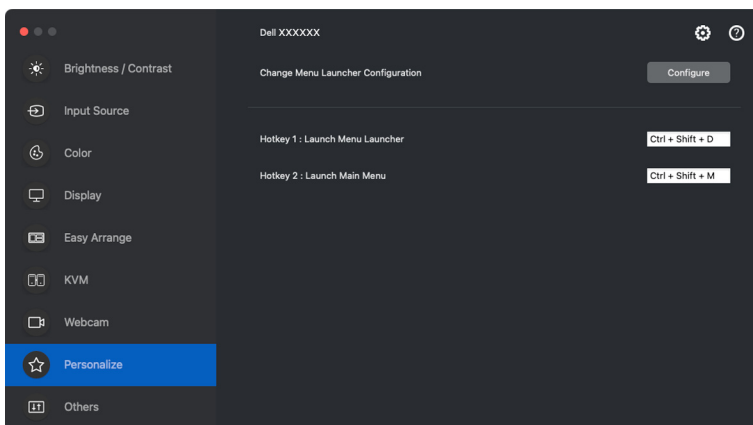 Dell XXXXXX
Brightness / Contrast
Input Source
Color
Display
Easy Arrange
KVM
Webcam
Personalize
Others
Change Menu Launcher Configuration
Configure
Hotkey 1 : Launch Menu Launcher
Ctrl + Shift + D
Hotkey 2 : Launch Main Menu
Ctrl + Shift + M